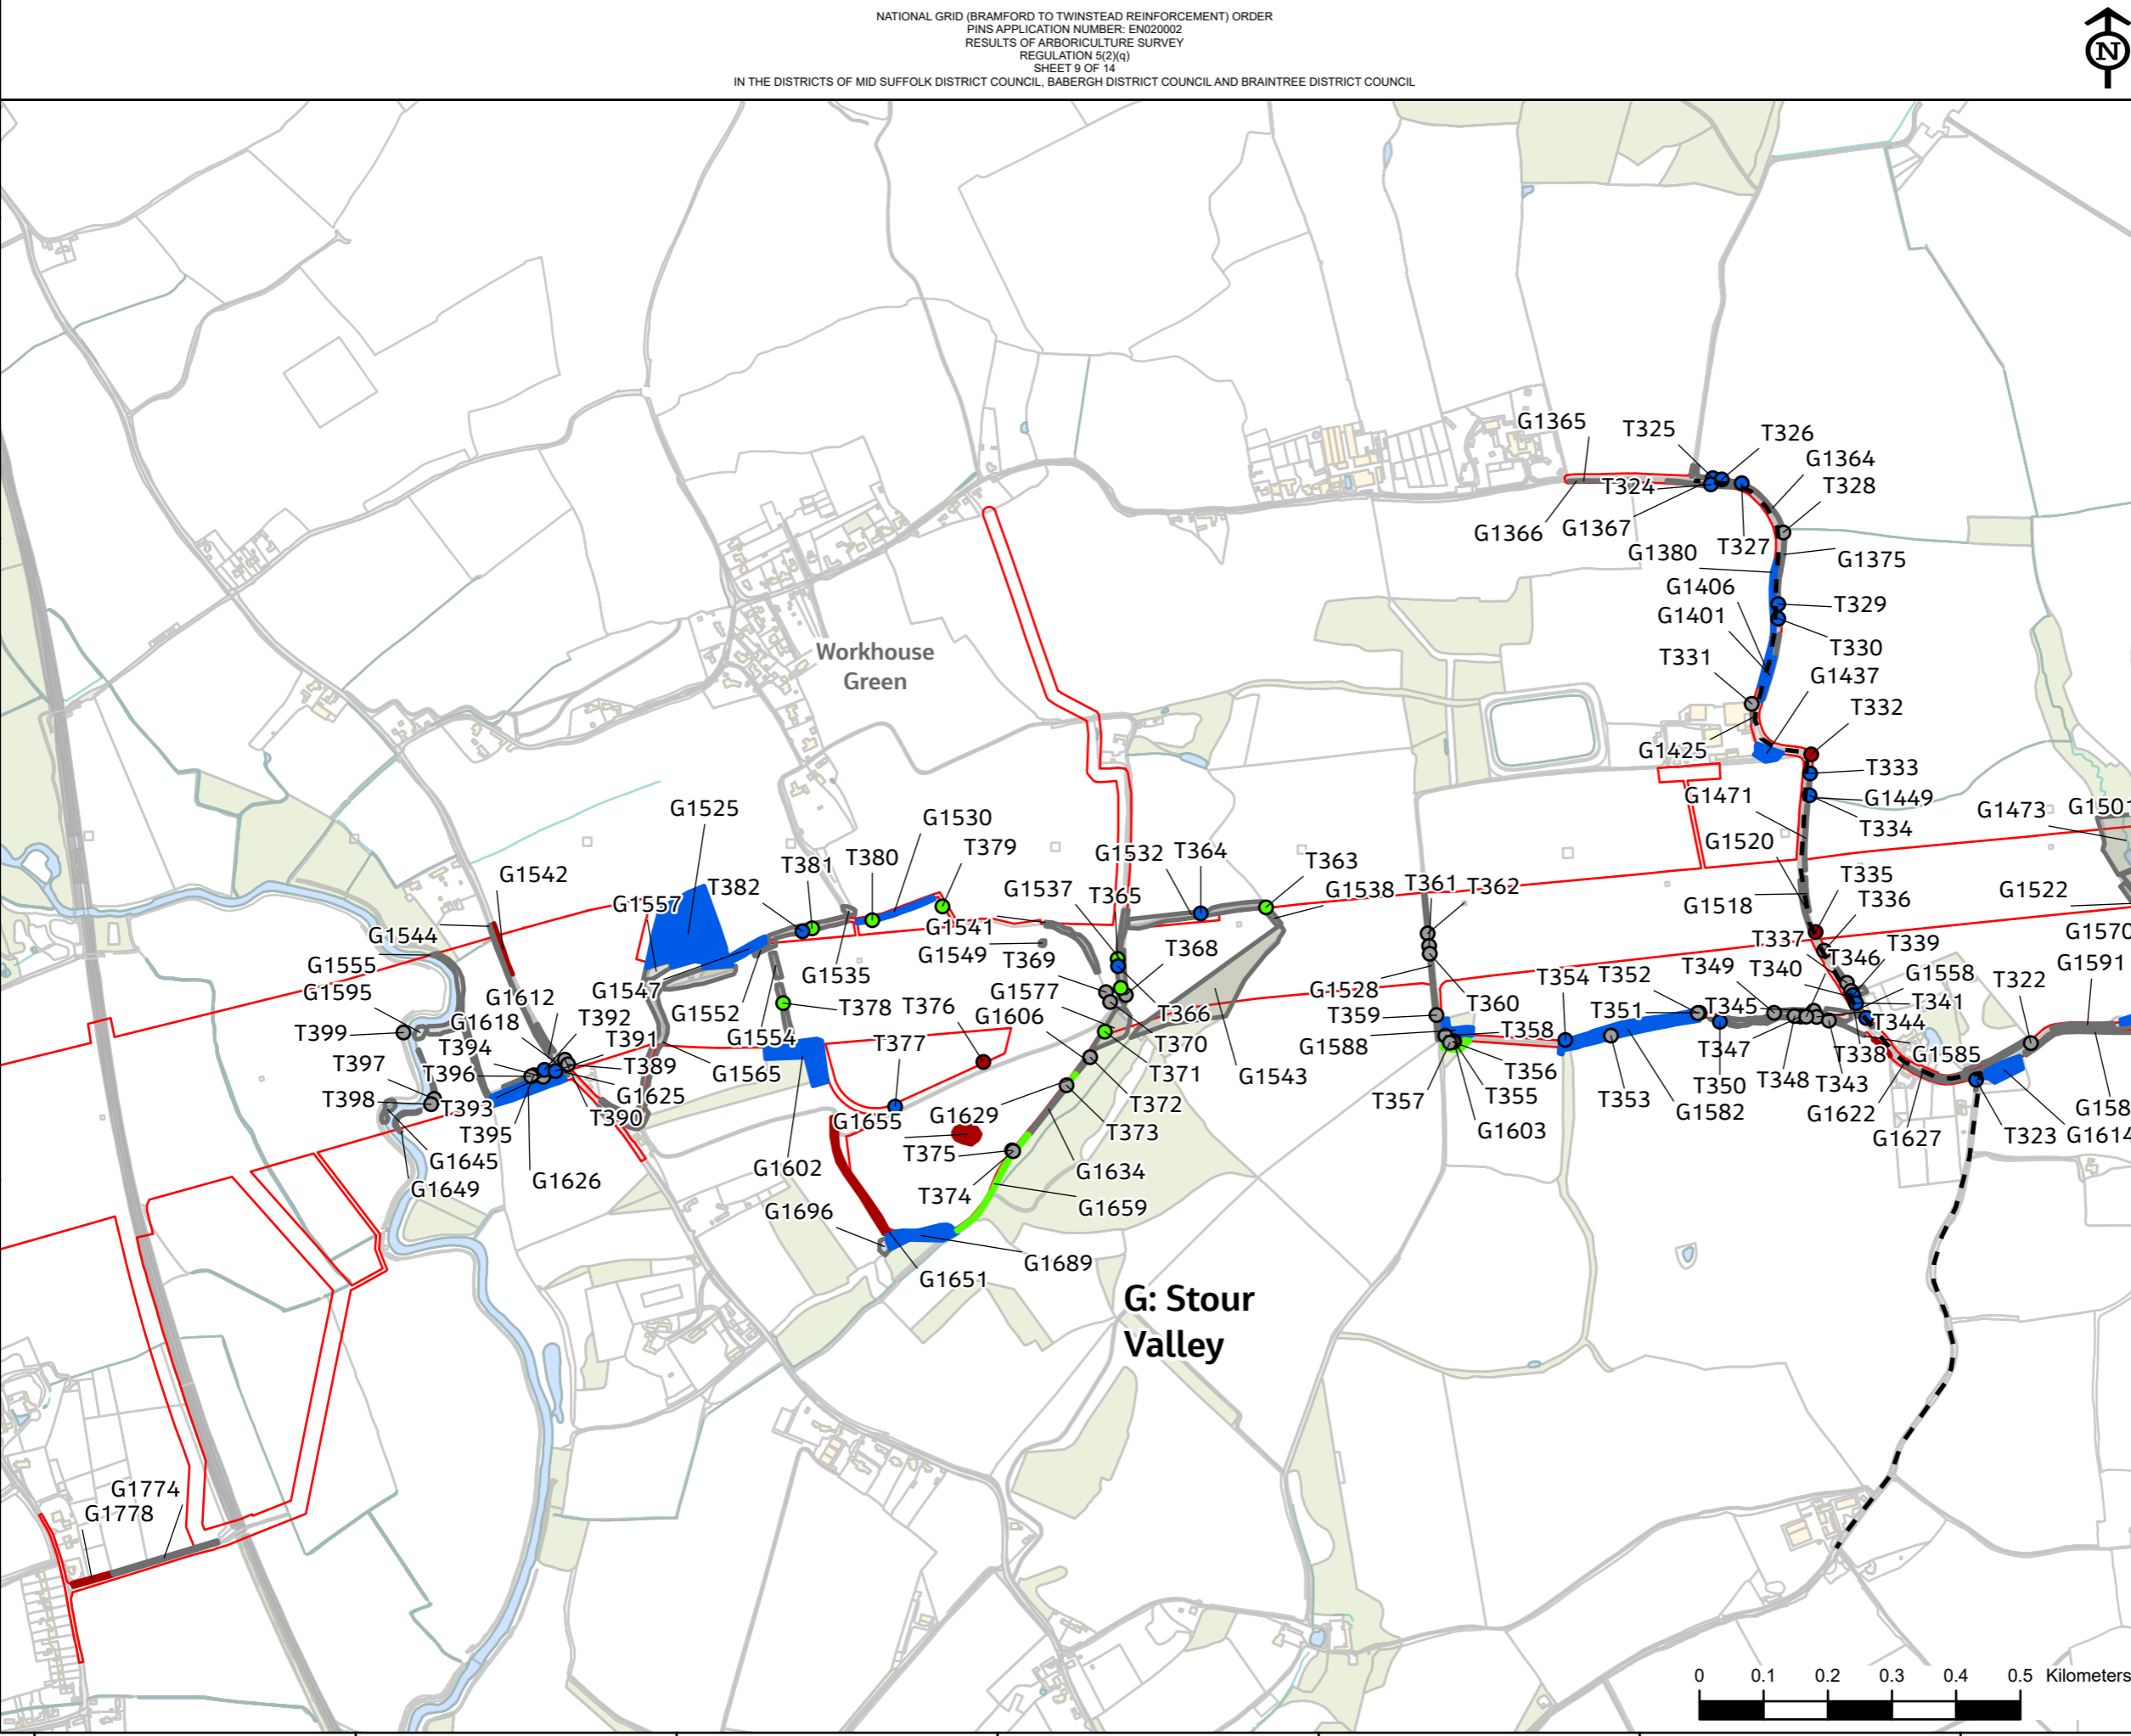 NATIONAL GRID (BRAMFORD TO TWINSTEAD REINFORCEMENT) ORDER
PINS APPLICATION NUMBER: EN020002
RESULTS OF ARBORICULTURE SURVEY
REGULATION 5(2)(q)
SHEET 9 OF 14
IN THE DISTRICTS OF MID SUFFOLK DISTRICT COUNCIL, BABERGH DISTRICT COUNCIL AND BRAINTREE DISTRICT COUNCIL
N
G1365
T325
T326
G1364
T324
T328
G1366
G1367
T327
G1380
G1375
G1406
T329
G1401
T330
Workhouse
Green
T331
G1437
T332
G1425
T333
G1471
G1449
G1473
G1501
T334
G1525
G1530
T379
G1520
T381
T380
G1532
T364
T363
G1542
T382
G1537
T365
G1538
T361
T362
T335
T336
G1522
G1557
G1518
G1544
G1541
G1570
T337
T339
G1549
T368
T346
G1555
T369
G1535
T349
T340
G1558
G1591
G1595
G1612
G1547
G1577
G1528
T354
T352
T322
G1552
T378
T376
T360
T345
T341
T399
G1618
T392
G1606
T366
T359
T351
T344
T394
T391
G1554
T377
T370
G1588
T358
T347
T338
G1585
T397
T396
T389
G1565
T371
G1543
T356
T350
T348
T343
T398
T393
G1625
T372
T357
T355
T353
G1582
G1622
G158
T390
G1655
G1629
T395
T373
G1603
G1627
T323
G1614
G1645
T375
G1649
G1626
G1602
G1634
T374
G1696
G1659
G1689
G1651
G: Stour
Valley
G1774
G1778
0 0.1 0.2 0.3 0.4 0.5 Kilometers